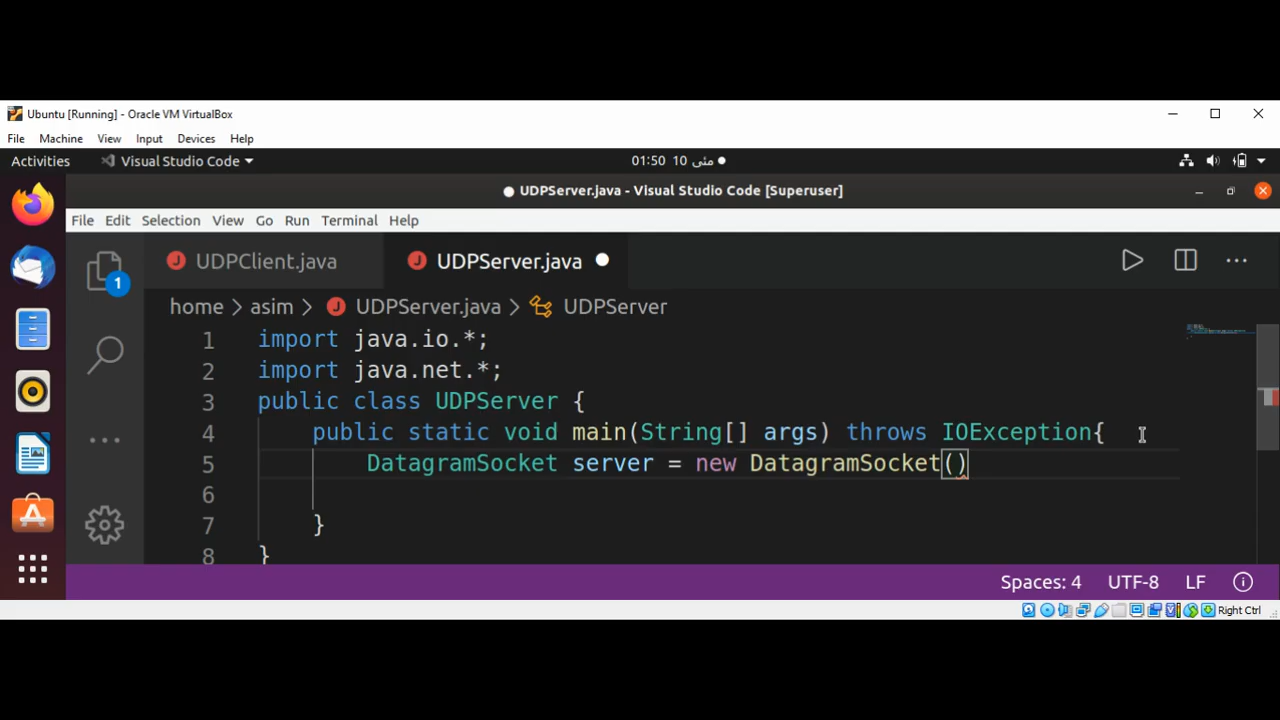 Ubuntu [Running] - Oracle VM VirtualBox
File Machine View Input Devices Help
Activities Visual Studio Code 01:50 10 مئی
UDPServer.java - Visual Studio Code [Superuser]
File Edit Selection View Go Run Terminal Help
1 UDPClient.java UDPServer.java
home > asim > UDPServer.java > UDPServer
1 import java.io.*;
2 import java.net.*;
3 public class UDPServer {
4 public static void main(String[] args) throws IOException{
5 DatagramSocket server = new DatagramSocket()
6
7 }
8 }
Spaces: 4 UTF-8 LF
Right Ctrl